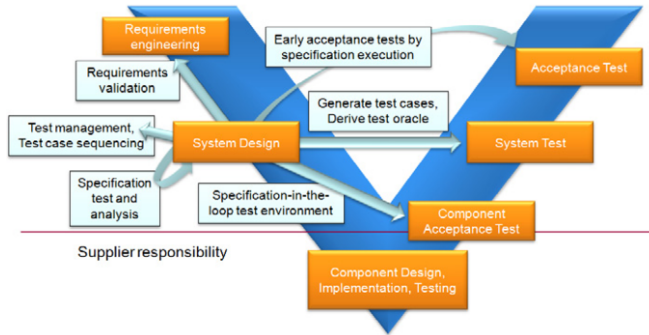 Requirements
engineering
Early acceptance tests by
specification execution
Acceptance Test
Requirements
validation
Generate test cases,
Derive test oracle
Test management,
Test case sequencing
System Design
System Test
Specification
test and
analysis
Specification-in-the-
loop test environment
Component
Acceptance Test
Supplier responsibility
Component Design,
Implementation, Testing